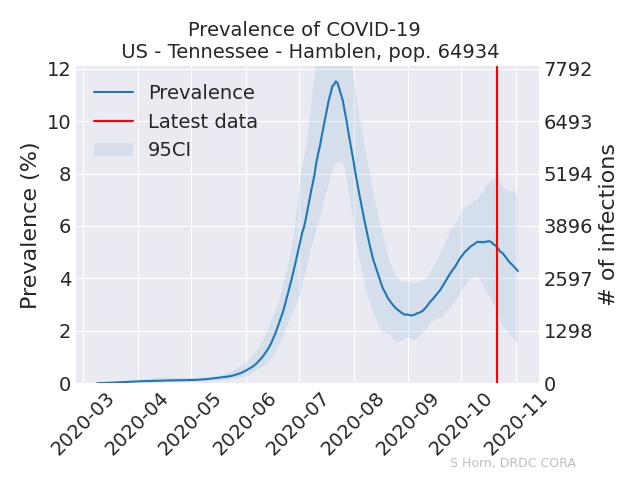 Prevalence of COVID-19
US - Tennessee - Hamblen, pop. 64934
Prevalence
Latest data
95CI
Prevalence (%)
12
10
8
6
4
2
0
7792
6493
5194
3896
2597
1298
0
# of infections
2020-03
2020-04
2020-05
2020-06
2020-07
2020-08
2020-09
2020-10
2020-11
S Horn, DRDC CORA